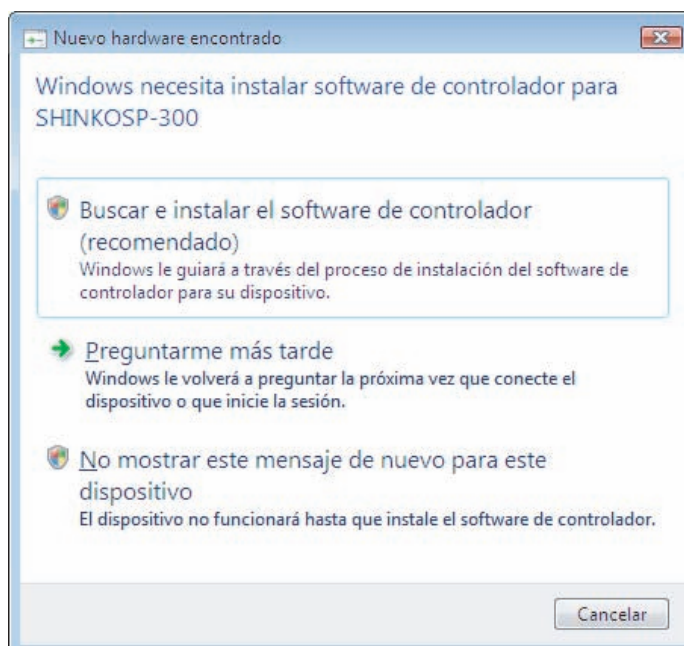 Nuevo hardware encontrado
Windows necesita instalar software de controlador para
SHINKOSP-300
Buscar e instalar el software de controlador
(recomendado)
Windows le guiará a través del proceso de instalación del software de
controlador para su dispositivo.
Preguntarme más tarde
Windows le volverá a preguntar la próxima vez que conecte el
dispositivo o que inicie la sesión.
No mostrar este mensaje de nuevo para este
dispositivo
El dispositivo no funcionará hasta que instale el software de controlador.
Cancelar